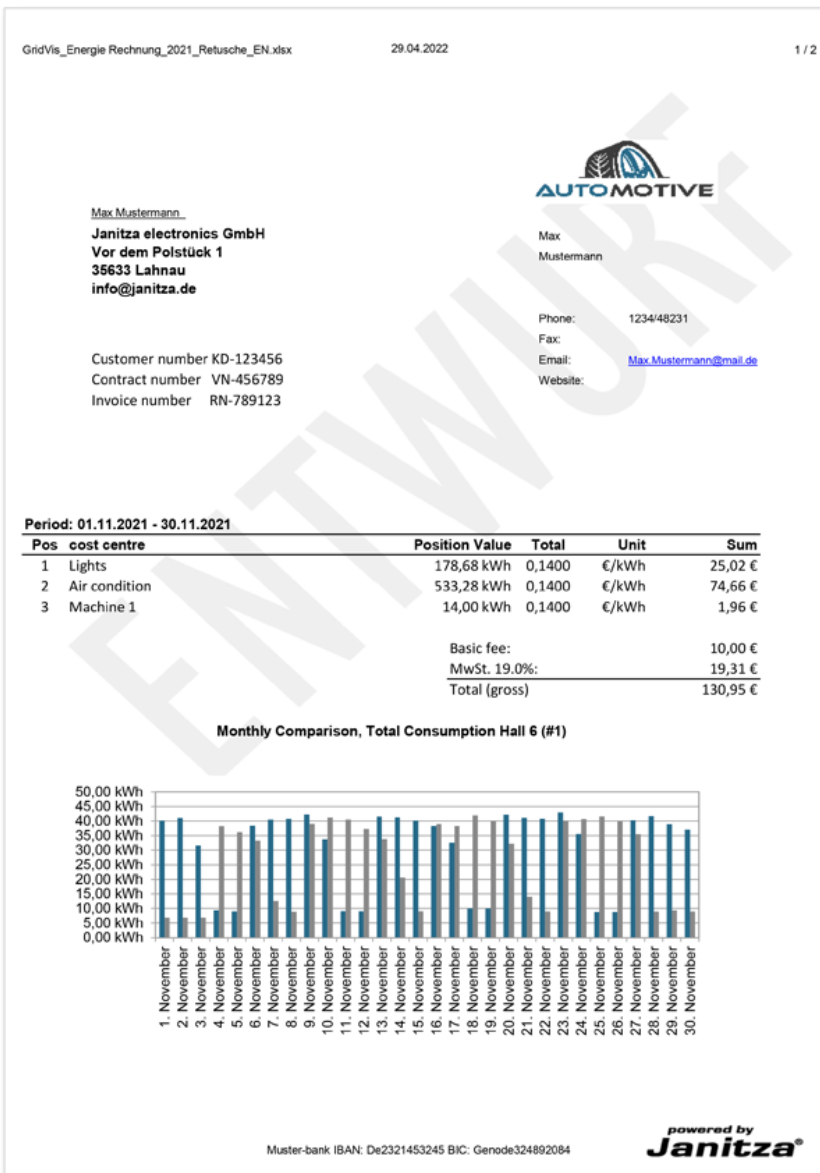 GridVis_Energie Rechnung_2021_Retusche_EN.xlsx 29.04.2022 1 / 2
ENTWURF
AUTOMOTIVE
Max Mustermann
Janitza electronics GmbH
Vor dem Polstück 1
35633 Lahnau
info@janitza.de
Max
Mustermann
Phone: 1234/48231
Fax:
Email: Max.Mustermann@mail.de
Website:
Customer number KD-123456
Contract number VN-456789
Invoice number RN-789123
Period: 01.11.2021 - 30.11.2021
Pos cost centre Position Value Total Unit Sum
1 Lights 178,68 kWh 0,1400 €/kWh 25,02 €
2 Air condition 533,28 kWh 0,1400 €/kWh 74,66 €
3 Machine 1 14,00 kWh 0,1400 €/kWh 1,96 €
Basic fee: 10,00 €
MwSt. 19.0%: 19,31 €
Total (gross) 130,95 €
Monthly Comparison, Total Consumption Hall 6 (#1)
50,00 kWh
45,00 kWh
40,00 kWh
35,00 kWh
30,00 kWh
25,00 kWh
20,00 kWh
15,00 kWh
10,00 kWh
5,00 kWh
0,00 kWh
1. November
2. November
3. November
4. November
5. November
6. November
7. November
8. November
9. November
10. November
11. November
12. November
13. November
14. November
15. November
16. November
17. November
18. November
19. November
20. November
21. November
22. November
23. November
24. November
25. November
26. November
27. November
28. November
29. November
30. November
Muster-bank IBAN: De2321453245 BIC: Genode324892084
powered by
Janitza®